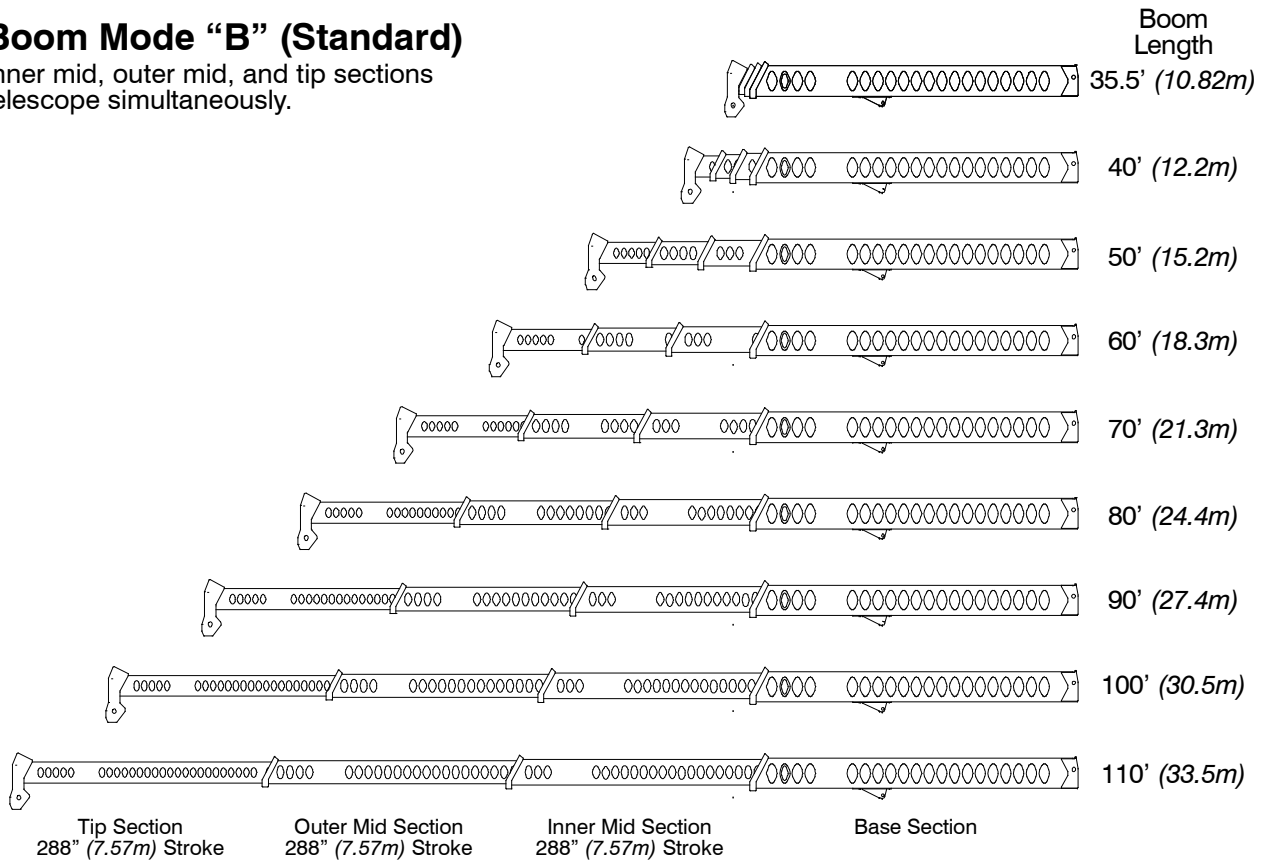 Boom Mode “B” (Standard)
nner mid, outer mid, and tip sections
elescope simultaneously.
Boom
Length
35.5’ (10.82m)
40’ (12.2m)
50’ (15.2m)
60’ (18.3m)
70’ (21.3m)
80’ (24.4m)
90’ (27.4m)
100’ (30.5m)
110’ (33.5m)
Tip Section
288” (7.57m) Stroke
Outer Mid Section
288” (7.57m) Stroke
Inner Mid Section
288” (7.57m) Stroke
Base Section